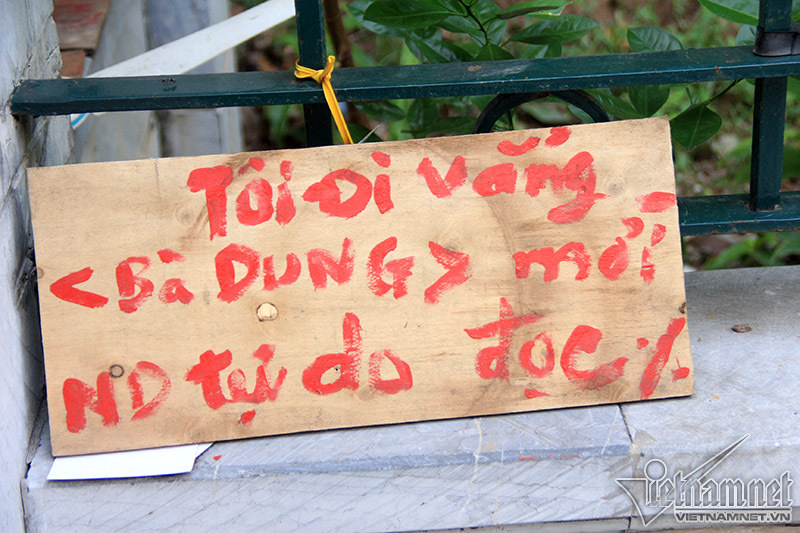 TÔI ĐI VẮNG
<BÀ DUNG> mời
ND tự do đọc ./.
Vietnamnet
VIETNAMNET.VN